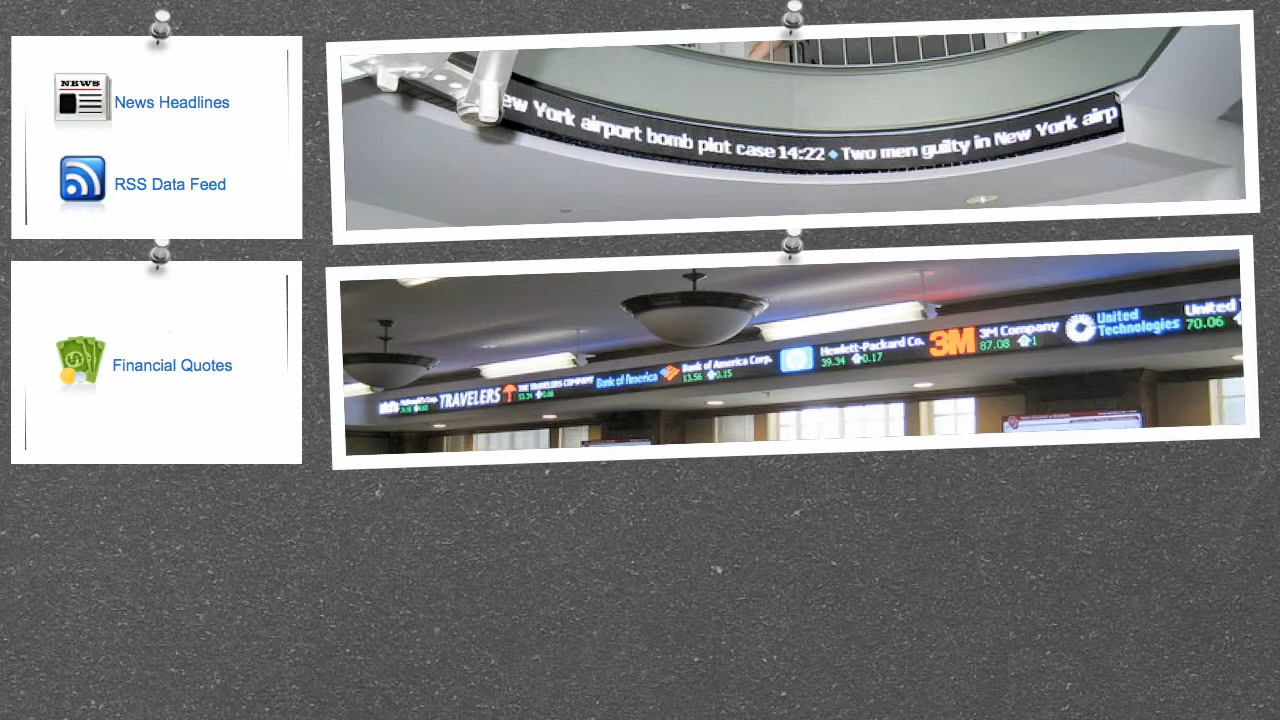 NEWS
News Headlines
RSS Data Feed
ew York airport bomb plot case 14:22 Two men guilty in New York airp
Financial Quotes
TRAVELERS
THE TRAVELERS COMPANY
Bank of America
Bank of America Corp.
13.56 0.15
Hewlett-Packard Co.
39.34 0.17
3M
3M Company
87.08 1
United
Technologies
United T
70.06